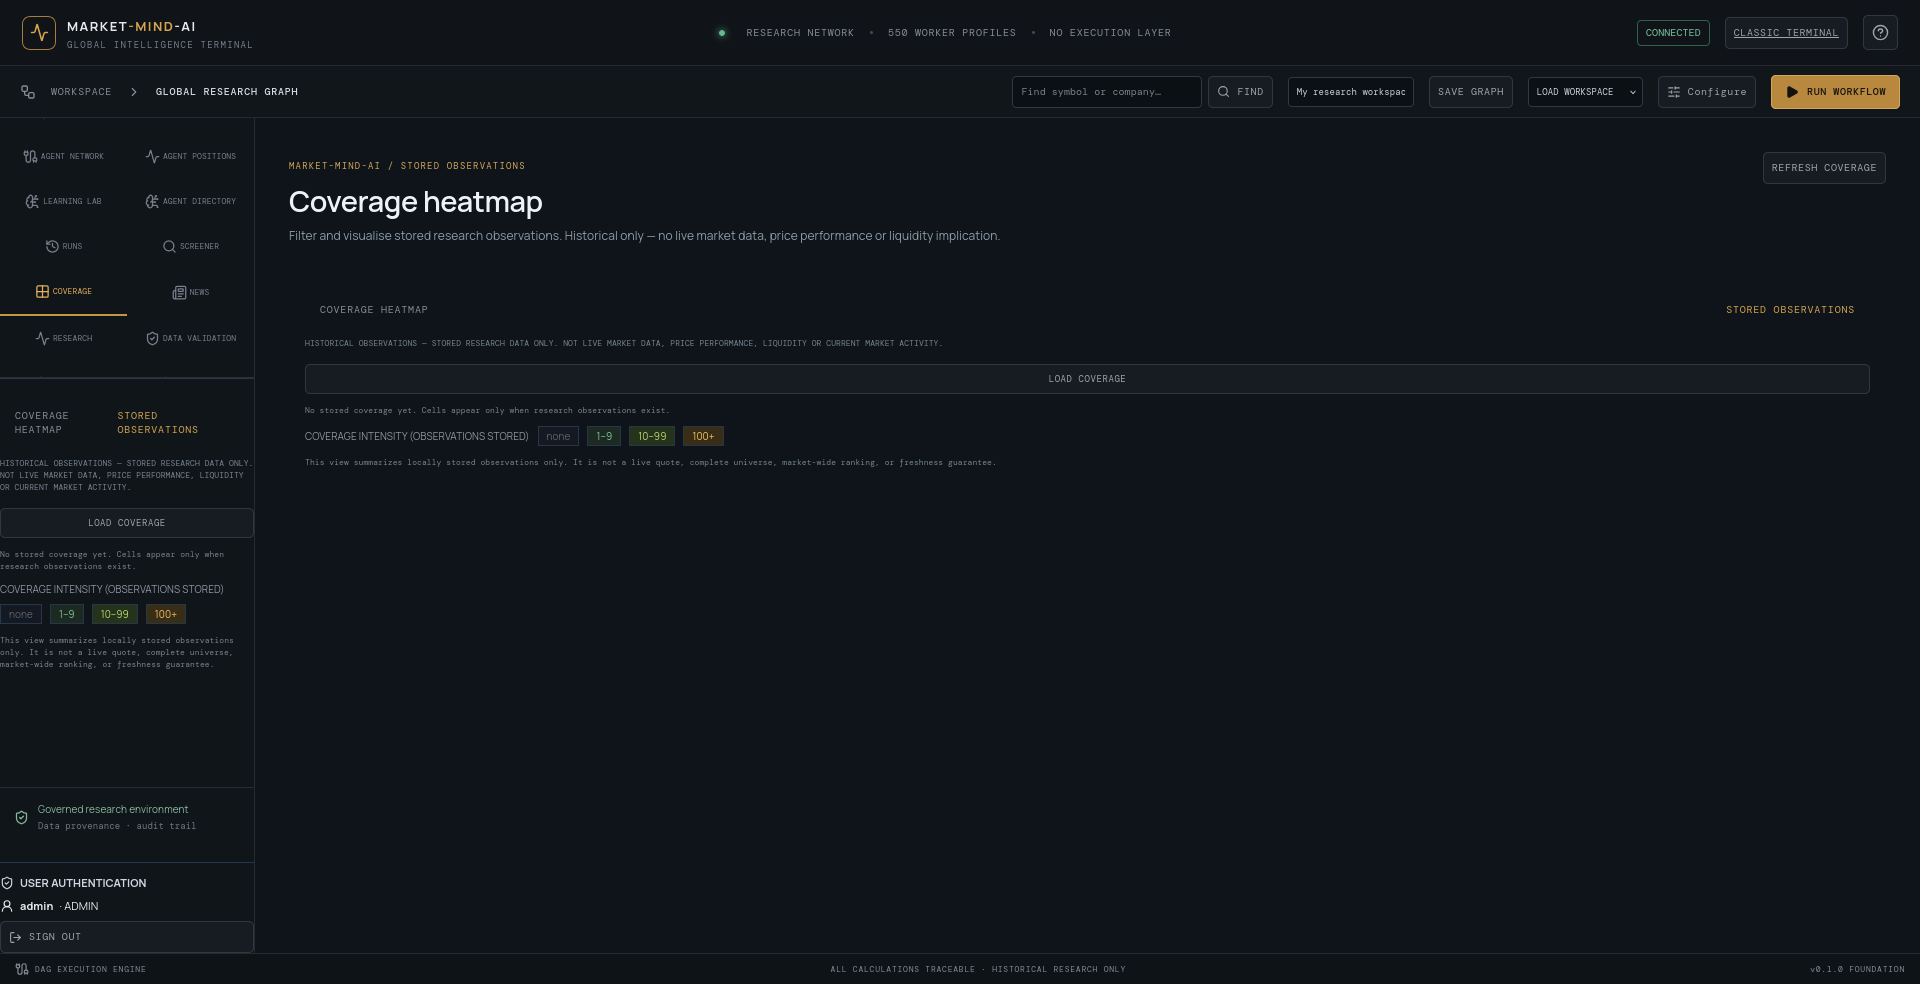 MARKET-MIND-AI
GLOBAL INTELLIGENCE TERMINAL
RESEARCH NETWORK • 550 WORKER PROFILES • NO EXECUTION LAYER
CONNECTED
CLASSIC TERMINAL
WORKSPACE > GLOBAL RESEARCH GRAPH
Find symbol or company…
FIND
My research workspac
SAVE GRAPH
LOAD WORKSPACE
Configure
RUN WORKFLOW
AGENT NETWORK
AGENT POSITIONS
LEARNING LAB
AGENT DIRECTORY
RUNS
SCREENER
COVERAGE
NEWS
RESEARCH
DATA VALIDATION
COVERAGE
HEATMAP
STORED
OBSERVATIONS
HISTORICAL OBSERVATIONS — STORED RESEARCH DATA ONLY.
NOT LIVE MARKET DATA, PRICE PERFORMANCE, LIQUIDITY
OR CURRENT MARKET ACTIVITY.
LOAD COVERAGE
No stored coverage yet. Cells appear only when
research observations exist.
COVERAGE INTENSITY (OBSERVATIONS STORED)
none 1–9 10–99 100+
This view summarizes locally stored observations
only. It is not a live quote, complete universe,
market-wide ranking, or freshness guarantee.
Governed research environment
Data provenance · audit trail
USER AUTHENTICATION
admin · ADMIN
SIGN OUT
MARKET-MIND-AI / STORED OBSERVATIONS
REFRESH COVERAGE
Coverage heatmap
Filter and visualise stored research observations. Historical only — no live market data, price performance or liquidity implication.
COVERAGE HEATMAP
STORED OBSERVATIONS
HISTORICAL OBSERVATIONS — STORED RESEARCH DATA ONLY. NOT LIVE MARKET DATA, PRICE PERFORMANCE, LIQUIDITY OR CURRENT MARKET ACTIVITY.
LOAD COVERAGE
No stored coverage yet. Cells appear only when research observations exist.
COVERAGE INTENSITY (OBSERVATIONS STORED) none 1–9 10–99 100+
This view summarizes locally stored observations only. It is not a live quote, complete universe, market-wide ranking, or freshness guarantee.
DAG EXECUTION ENGINE
ALL CALCULATIONS TRACEABLE · HISTORICAL RESEARCH ONLY
v0.1.0 FOUNDATION